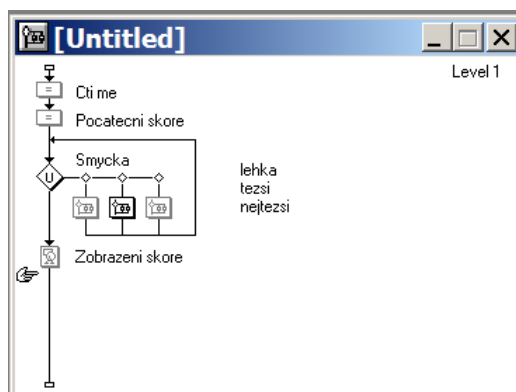 [Untitled]
Level 1
=
Cti me
=
Pocatecni skore
Smycka
U
lehka
tezsi
nejtezsi
Zobrazeni skore